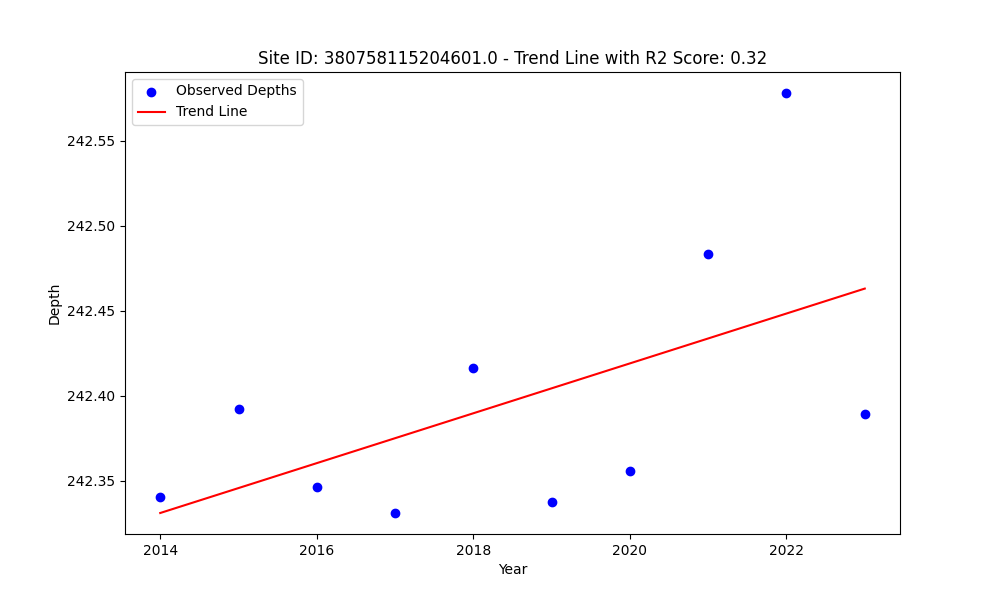 Site ID: 380758115204601.0 - Trend Line with R2 Score: 0.32
Observed Depths
Trend Line
242.55
242.50
242.45
242.40
242.35
Depth
2014
2016
2018
2020
2022
Year